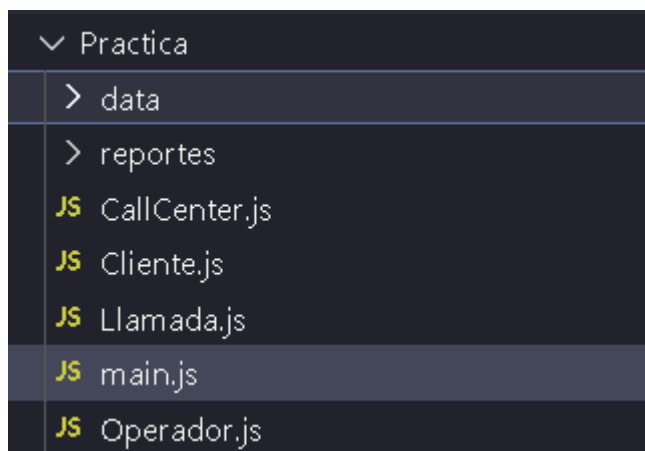 Practica
data
reportes
JS CallCenter.js
JS Cliente.js
JS Llamada.js
JS main.js
JS Operador.js